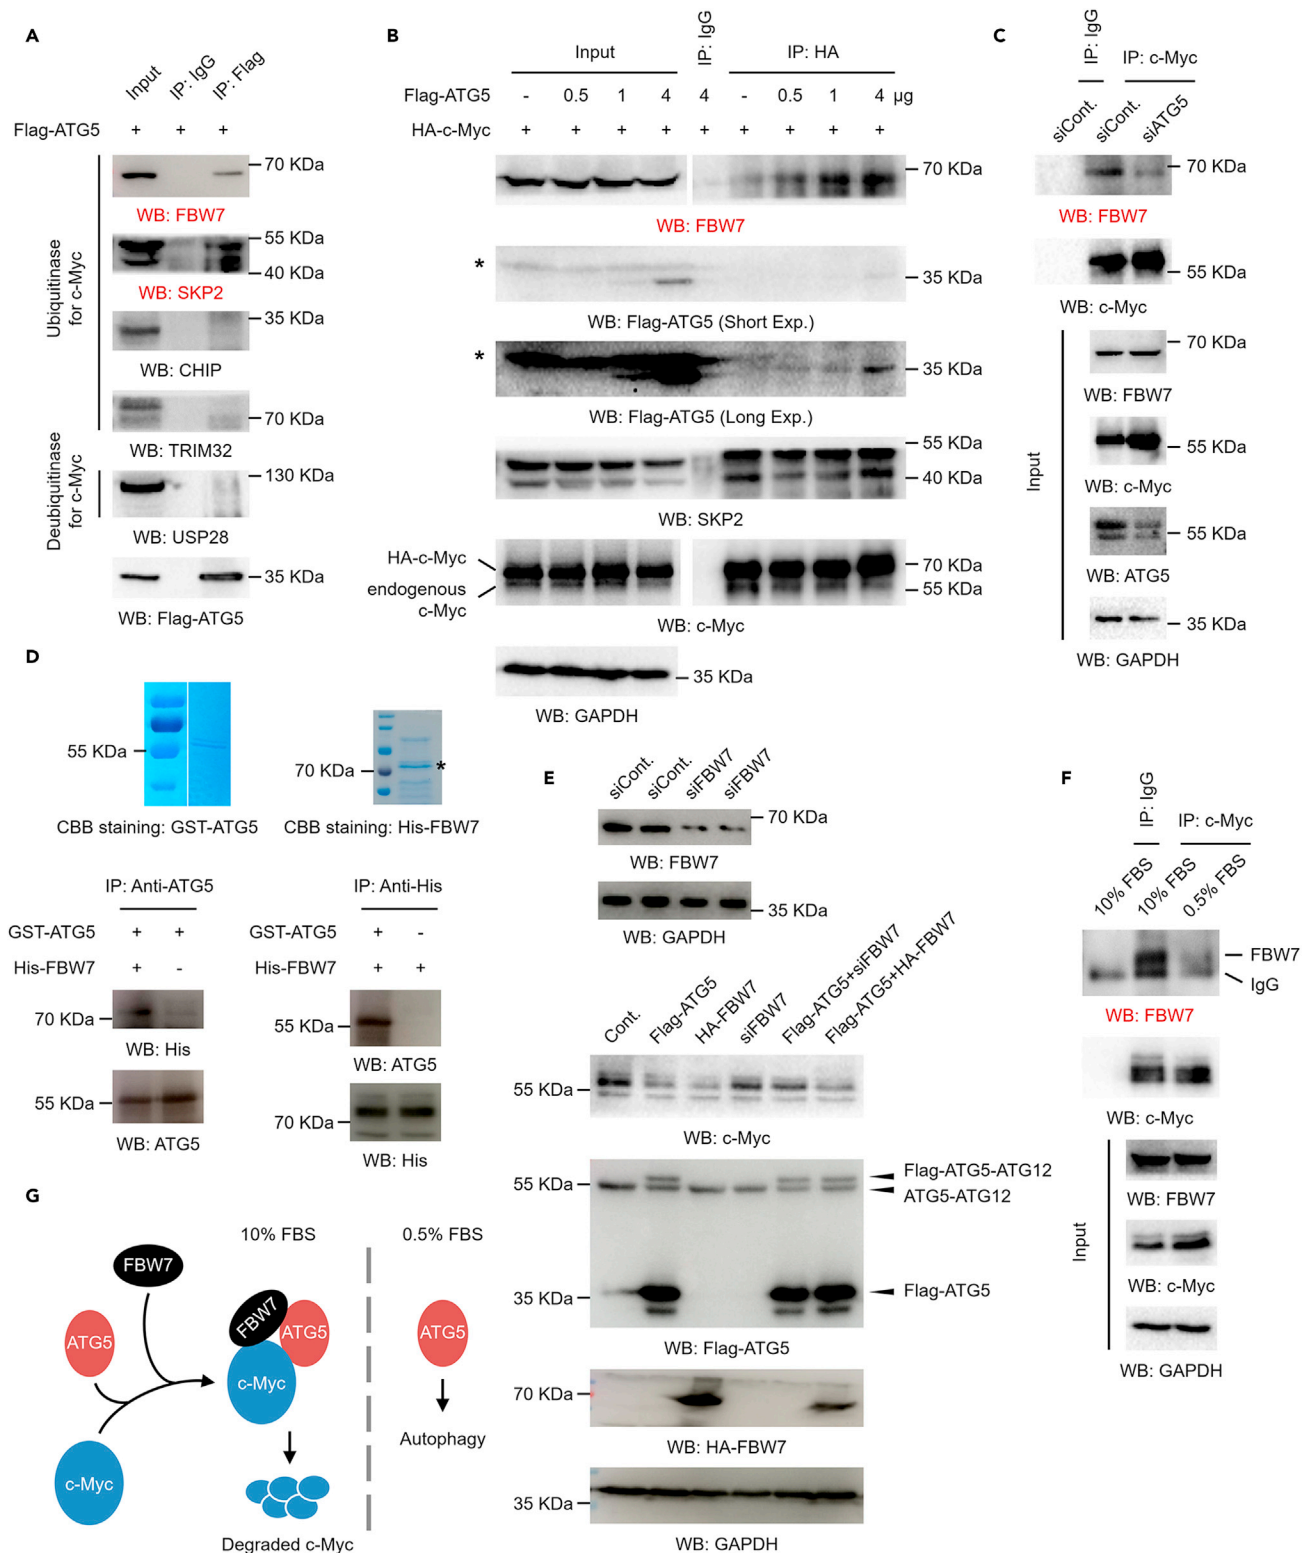 A
Input
IP: IgG
IP: Flag
Flag-ATG5 + + +
70 KDa
WB: FBW7
55 KDa
40 KDa
WB: SKP2
35 KDa
WB: CHIP
70 KDa
WB: TRIM32
130 KDa
WB: USP28
35 KDa
WB: Flag-ATG5
Ubiquitinase
for c-Myc
Deubiquitinase
for c-Myc
B
Input
IP: IgG
IP: HA
Flag-ATG5 - 0.5 1 4 4 - 0.5 1 4 µg
HA-c-Myc + + + + + + + + +
70 KDa
WB: FBW7
*
35 KDa
WB: Flag-ATG5 (Short Exp.)
*
35 KDa
WB: Flag-ATG5 (Long Exp.)
55 KDa
40 KDa
WB: SKP2
HA-c-Myc
endogenous
c-Myc
70 KDa
55 KDa
WB: c-Myc
35 KDa
WB: GAPDH
C
IP: IgG
IP: c-Myc
siCont.
siCont.
siATG5
70 KDa
WB: FBW7
55 KDa
WB: c-Myc
Input
70 KDa
WB: FBW7
55 KDa
WB: c-Myc
55 KDa
WB: ATG5
35 KDa
WB: GAPDH
D
55 KDa
CBB staining: GST-ATG5
70 KDa
*
CBB staining: His-FBW7
IP: Anti-ATG5
GST-ATG5 + +
His-FBW7 + -
70 KDa
WB: His
55 KDa
WB: ATG5
IP: Anti-His
GST-ATG5 + -
His-FBW7 + +
55 KDa
WB: ATG5
70 KDa
WB: His
E
siCont.
siCont.
siFBW7
siFBW7
70 KDa
WB: FBW7
35 KDa
WB: GAPDH
Cont.
Flag-ATG5
HA-FBW7
siFBW7
Flag-ATG5+siFBW7
Flag-ATG5+HA-FBW7
55 KDa
WB: c-Myc
55 KDa
Flag-ATG5-ATG12
ATG5-ATG12
35 KDa
Flag-ATG5
WB: Flag-ATG5
70 KDa
WB: HA-FBW7
35 KDa
WB: GAPDH
F
IP: IgG
IP: c-Myc
10% FBS
10% FBS
0.5% FBS
FBW7
IgG
WB: FBW7
WB: c-Myc
Input
WB: FBW7
WB: c-Myc
WB: GAPDH
G
10% FBS
0.5% FBS
FBW7
ATG5
c-Myc
FBW7
ATG5
c-Myc
Degraded c-Myc
ATG5
Autophagy